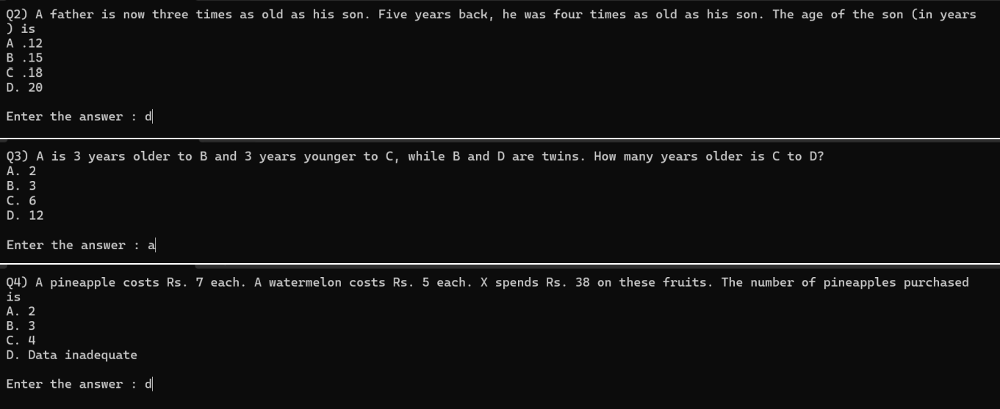 Q2) A father is now three times as old as his son. Five years back, he was four times as old as his son. The age of the son (in years
) is
A .12
B .15
C .18
D. 20
Enter the answer : d
Q3) A is 3 years older to B and 3 years younger to C, while B and D are twins. How many years older is C to D?
A. 2
B. 3
C. 6
D. 12
Enter the answer : a
Q4) A pineapple costs Rs. 7 each. A watermelon costs Rs. 5 each. X spends Rs. 38 on these fruits. The number of pineapples purchased
is
A. 2
B. 3
C. 4
D. Data inadequate
Enter the answer : d